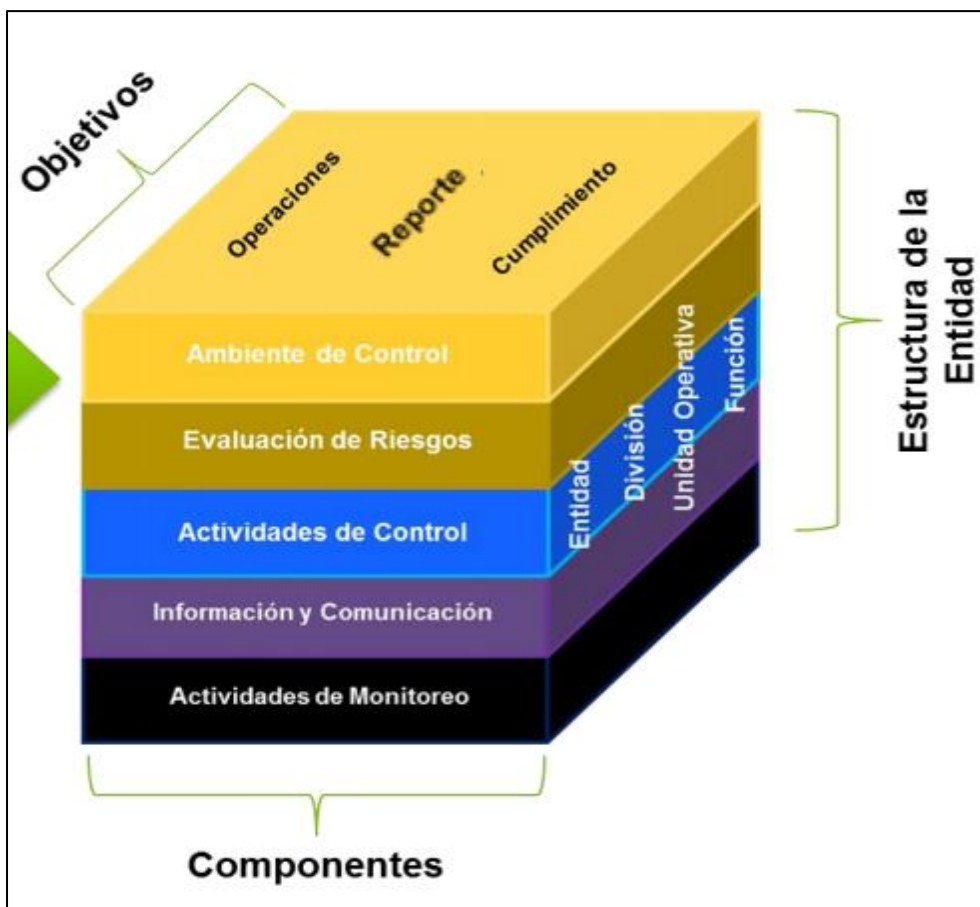 Objetivos
Operaciones
Reporte
Cumplimiento
Ambiente de Control
Evaluación de Riesgos
Actividades de Control
Información y Comunicación
Actividades de Monitoreo
Entidad
División
Unidad Operativa
Función
Estructura de la
Entidad
Componentes